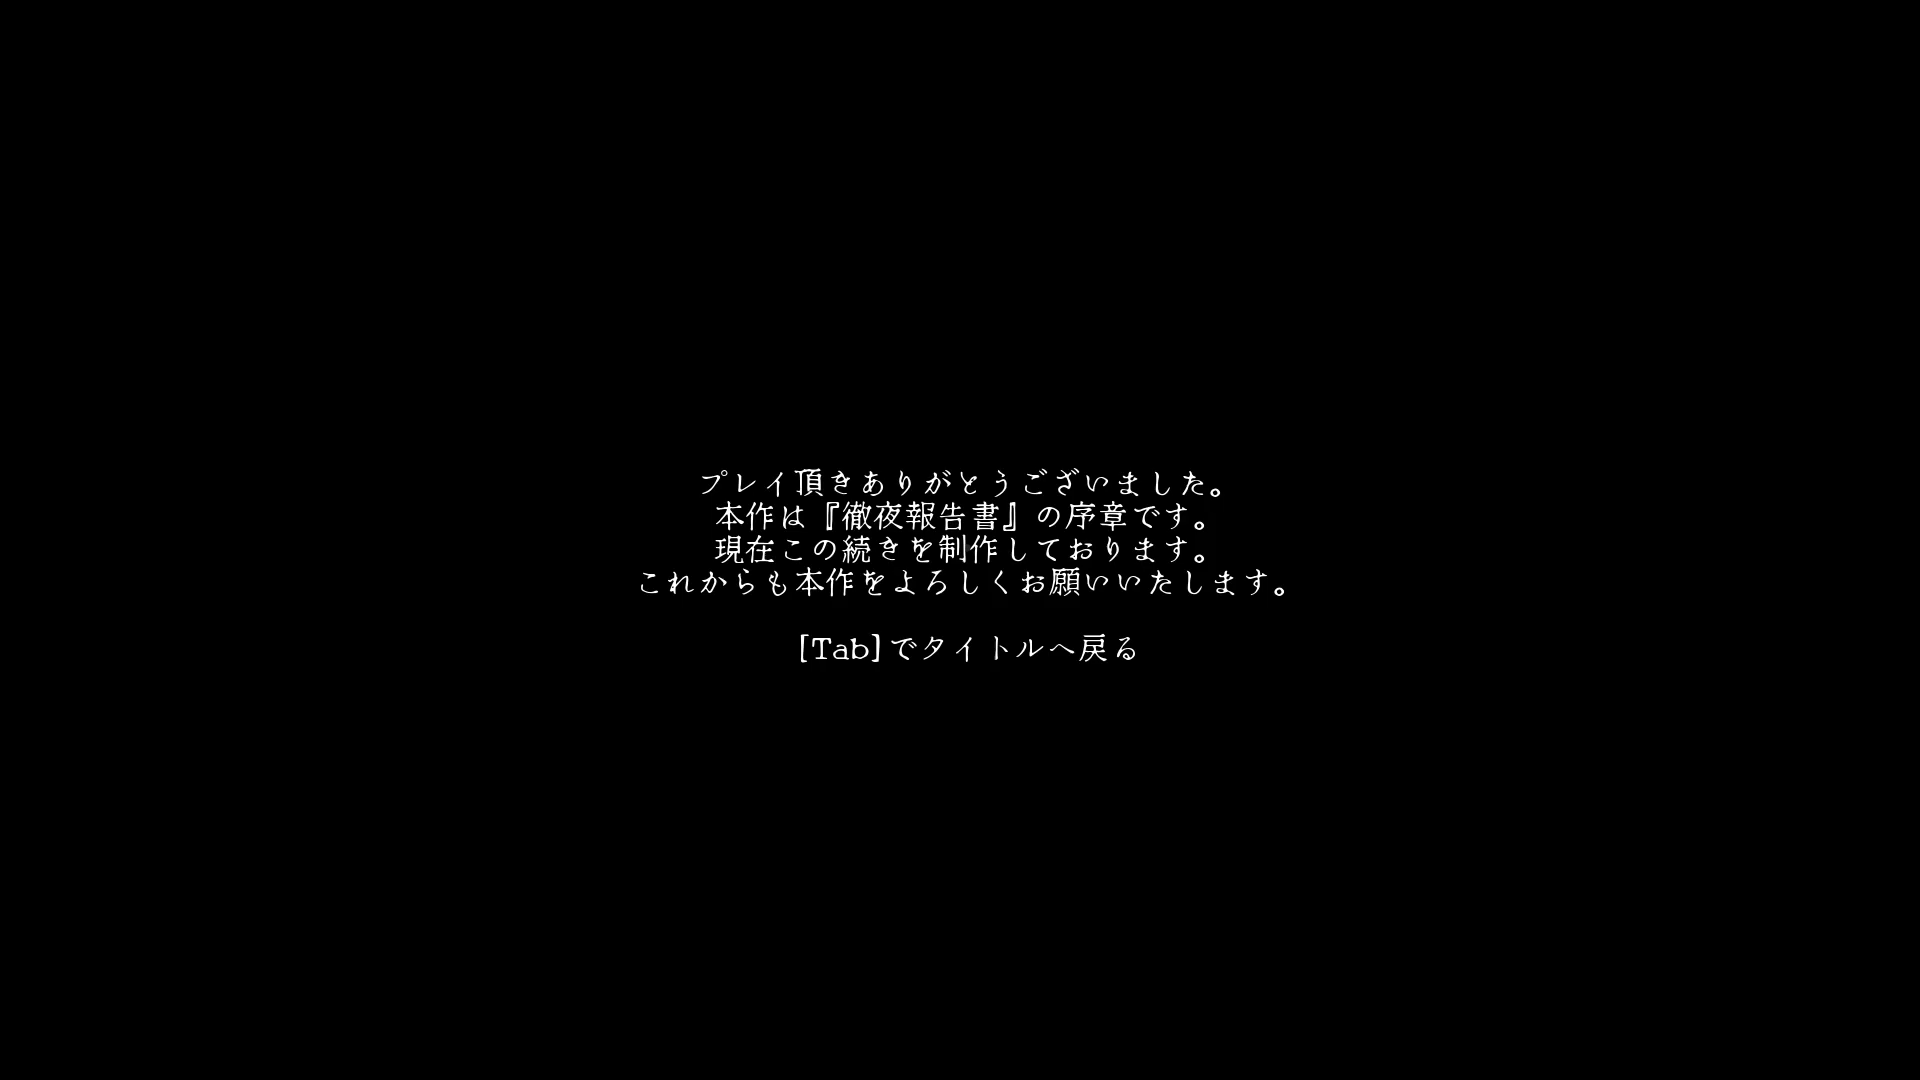 プレイ頂きありがとうございました。
本作は『徹夜報告書』の序章です。
現在この続きを制作しております。
これからも本作をよろしくお願いいたします。
[Tab]でタイトルへ戻る